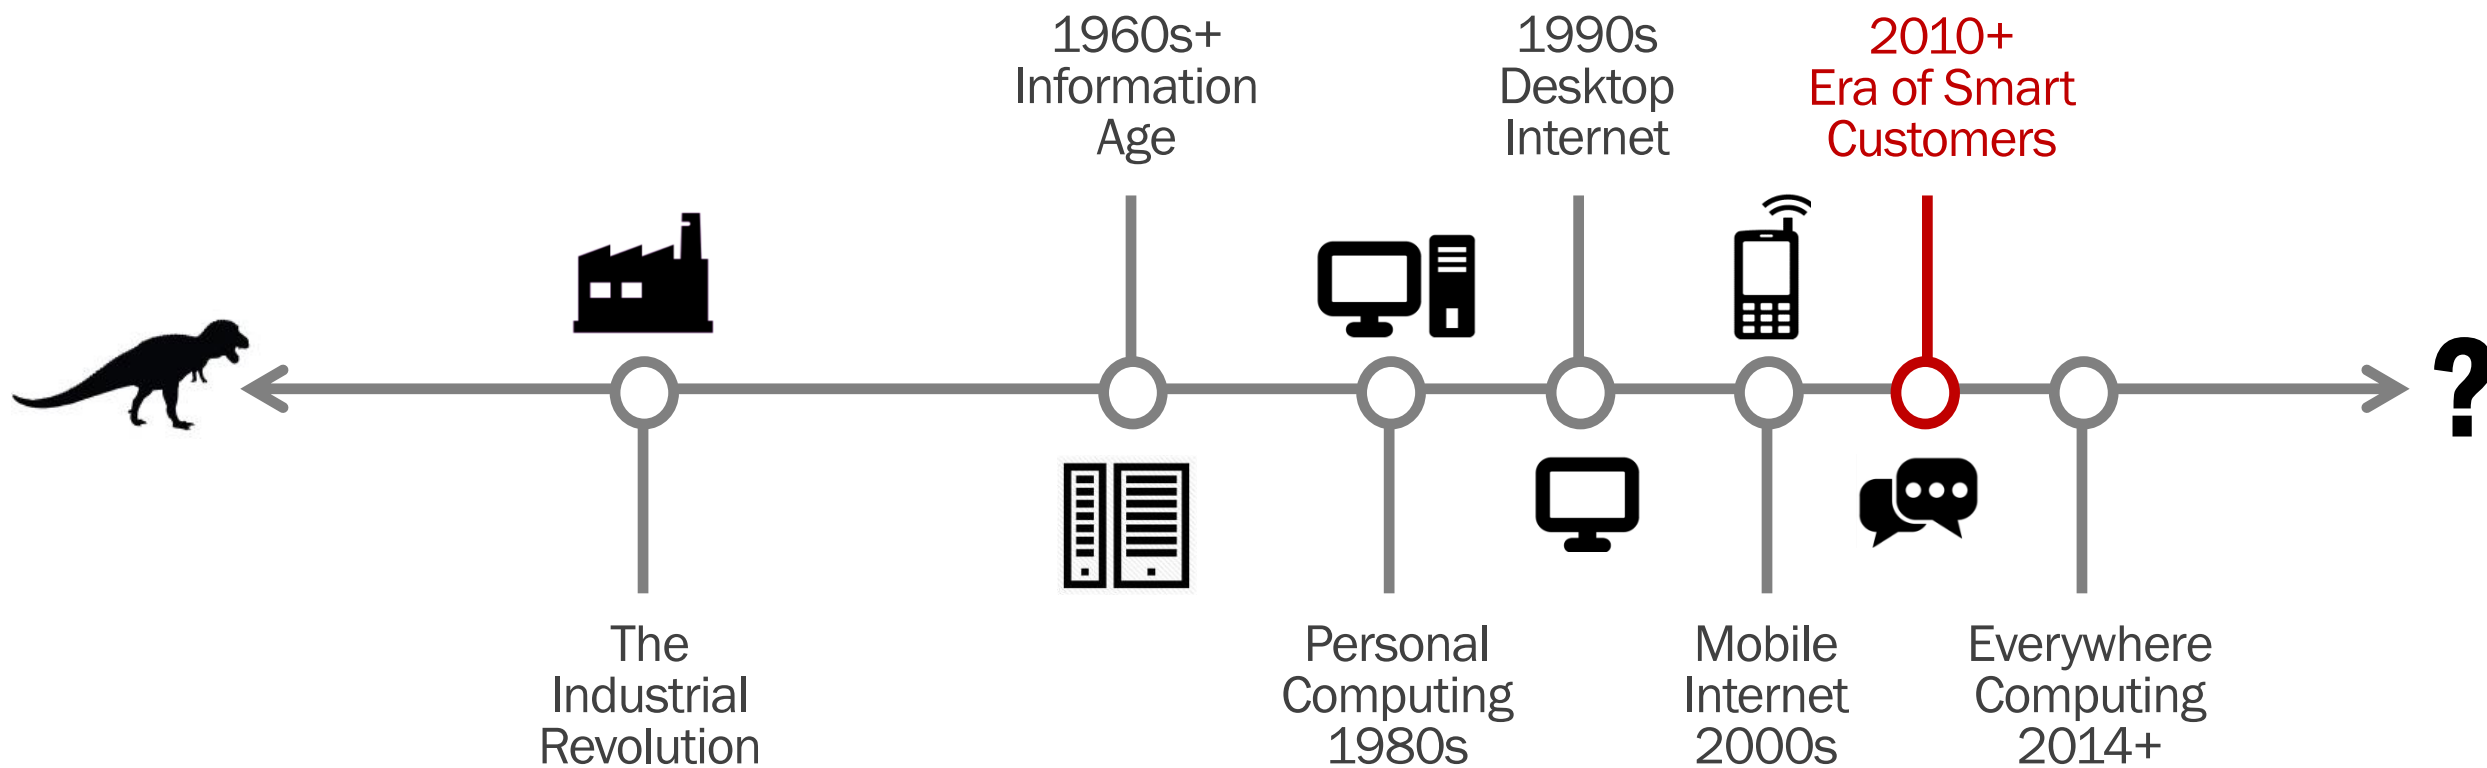 1960s+
Information
Age
1990s
Desktop
Internet
2010+
Era of Smart
Customers
?
The
Industrial
Revolution
Personal
Computing
1980s
Mobile
Internet
2000s
Everywhere
Computing
2014+